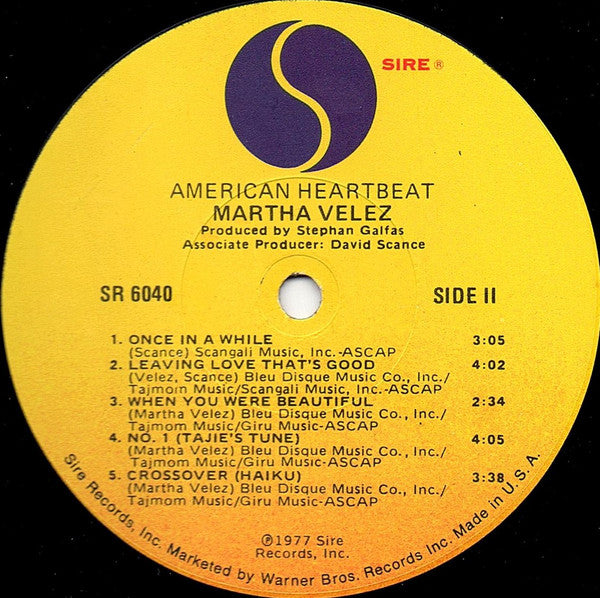 SIRE ®
AMERICAN HEARTBEAT
MARTHA VELEZ
Produced by Stephan Galfas
Associate Producer: David Scance
SR 6040
SIDE II
1. ONCE IN A WHILE 3:05
(Scance) Scangali Music, Inc.-ASCAP
2. LEAVING LOVE THAT'S GOOD 4:02
(Velez, Scance) Bleu Disque Music Co., Inc./
Tajmom Music/Scangali Music, Inc.-ASCAP
3. WHEN YOU WERE BEAUTIFUL 2:34
(Martha Velez) Bleu Disque Music Co., Inc./
Tajmom Music/Giru Music-ASCAP
4. NO. 1 (TAJIE'S TUNE) 4:05
(Martha Velez) Bleu Disque Music Co., Inc./
Tajmom Music/Giru Music-ASCAP
5. CROSSOVER (HAIKU) 3:38
(Martha Velez) Bleu Disque Music Co., Inc./
Tajmom Music/Giru Music-ASCAP
℗1977 Sire
Records, Inc.
Sire Records, Inc. Marketed by Warner Bros. Records Inc. Made in U.S.A.